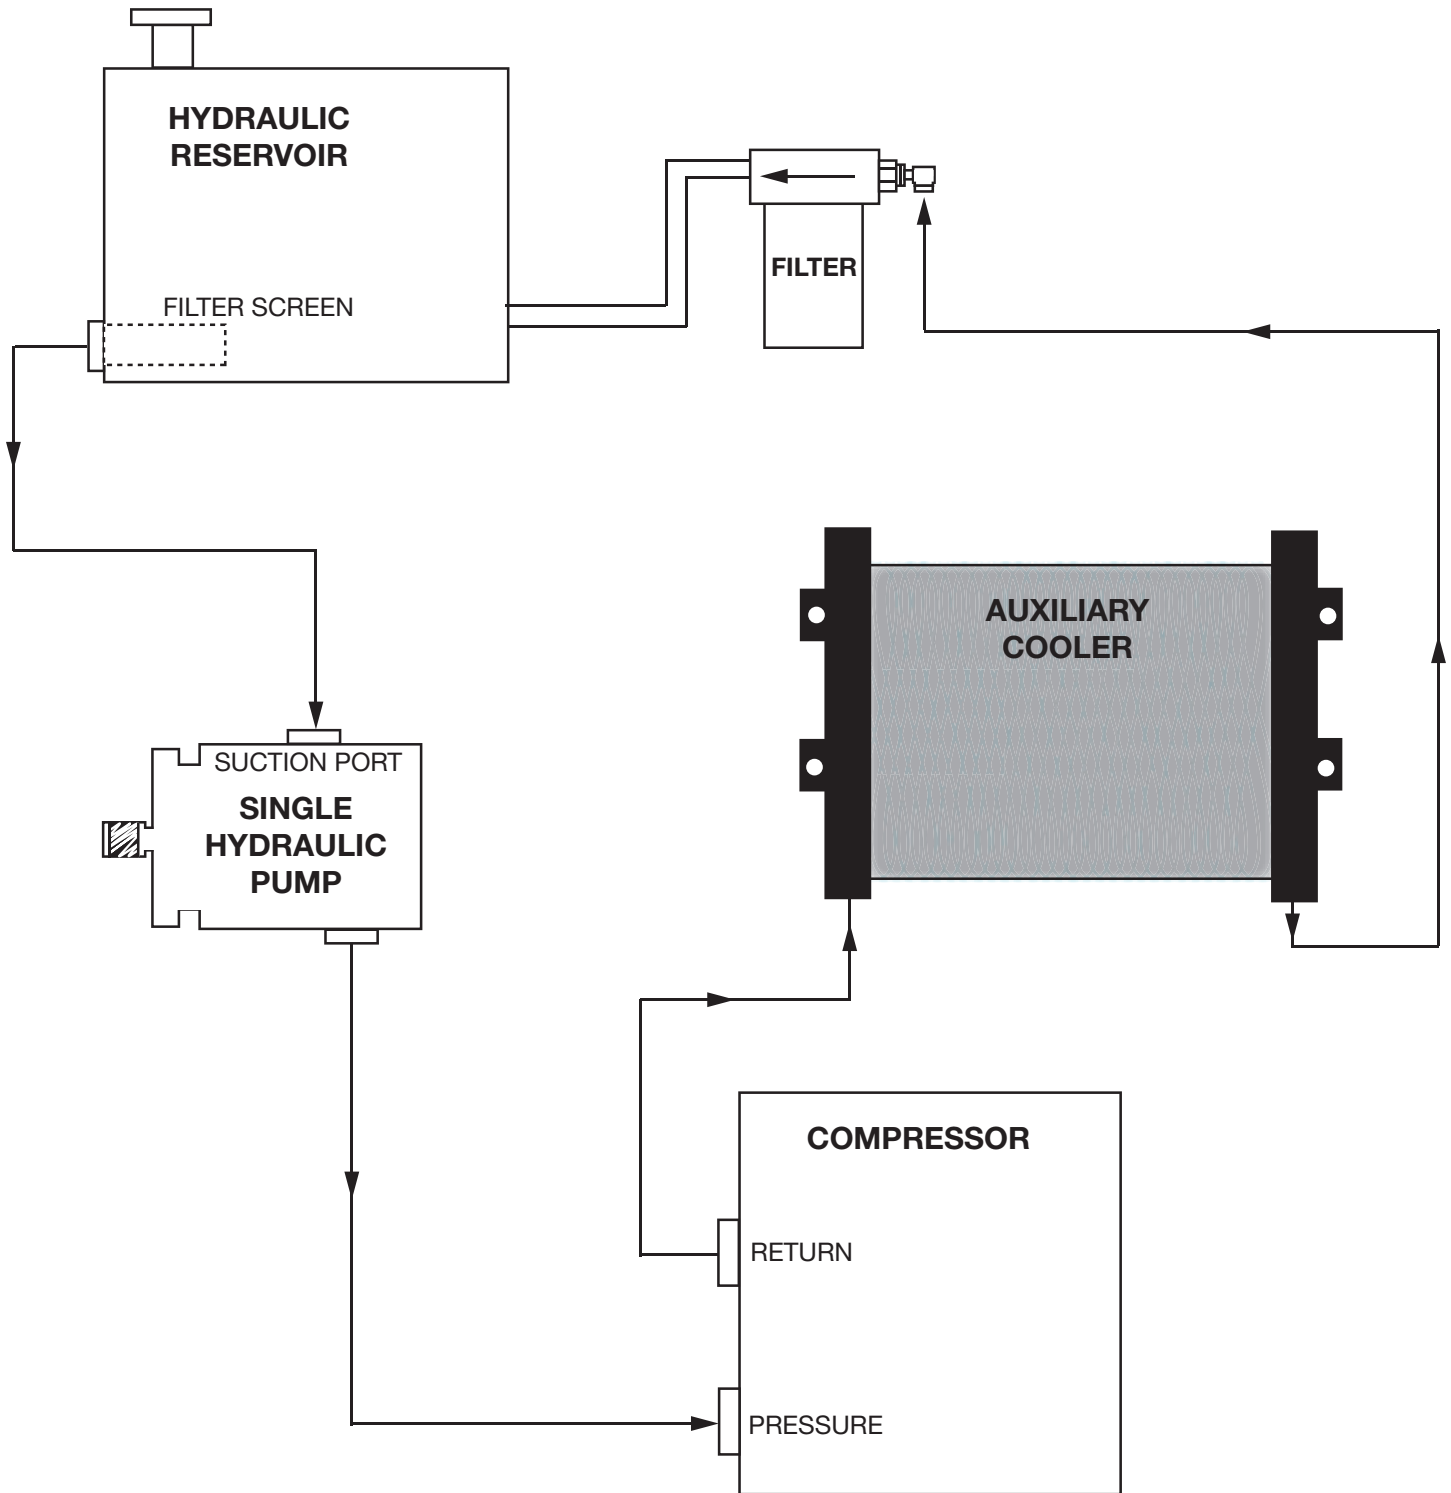 HYDRAULIC
RESERVOIR
FILTER SCREEN
FILTER
AUXILIARY
COOLER
SUCTION PORT
SINGLE
HYDRAULIC
PUMP
COMPRESSOR
RETURN
PRESSURE